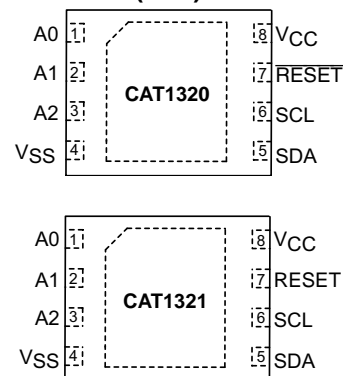 A0 1 8 VCC
A1 2 7 RESET
CAT1320
A2 3 6 SCL
VSS 4 5 SDA
A0 1 8 VCC
A1 2 7 RESET
CAT1321
A2 3 6 SCL
VSS 4 5 SDA